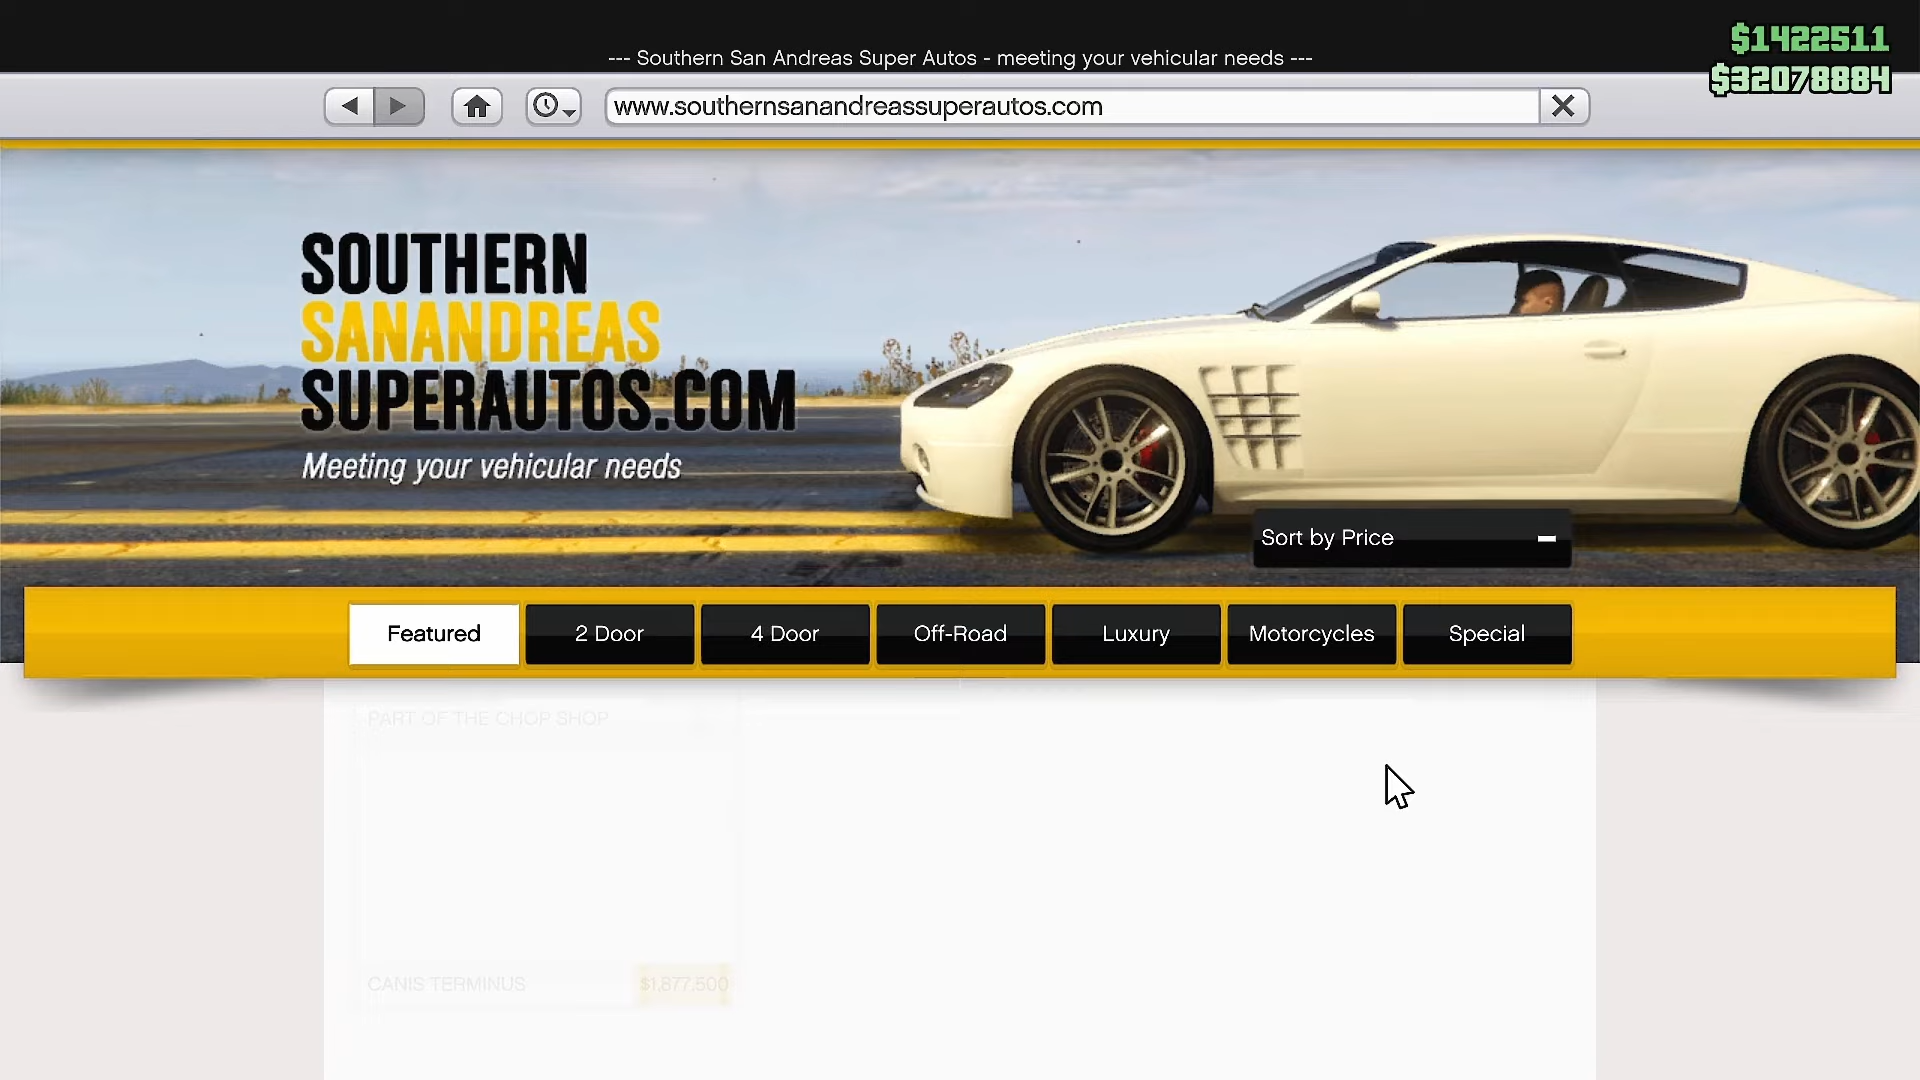 --- Southern San Andreas Super Autos - meeting your vehicular needs ---
$1422511
$32078884
www.southernsanandreassuperautos.com
SOUTHERN
SANANDREAS
SUPERAUTOS.COM
Meeting your vehicular needs
Sort by Price
Featured
2 Door
4 Door
Off-Road
Luxury
Motorcycles
Special
PART OF THE CHOP SHOP
CANIS TERMINUS
$1,877,500